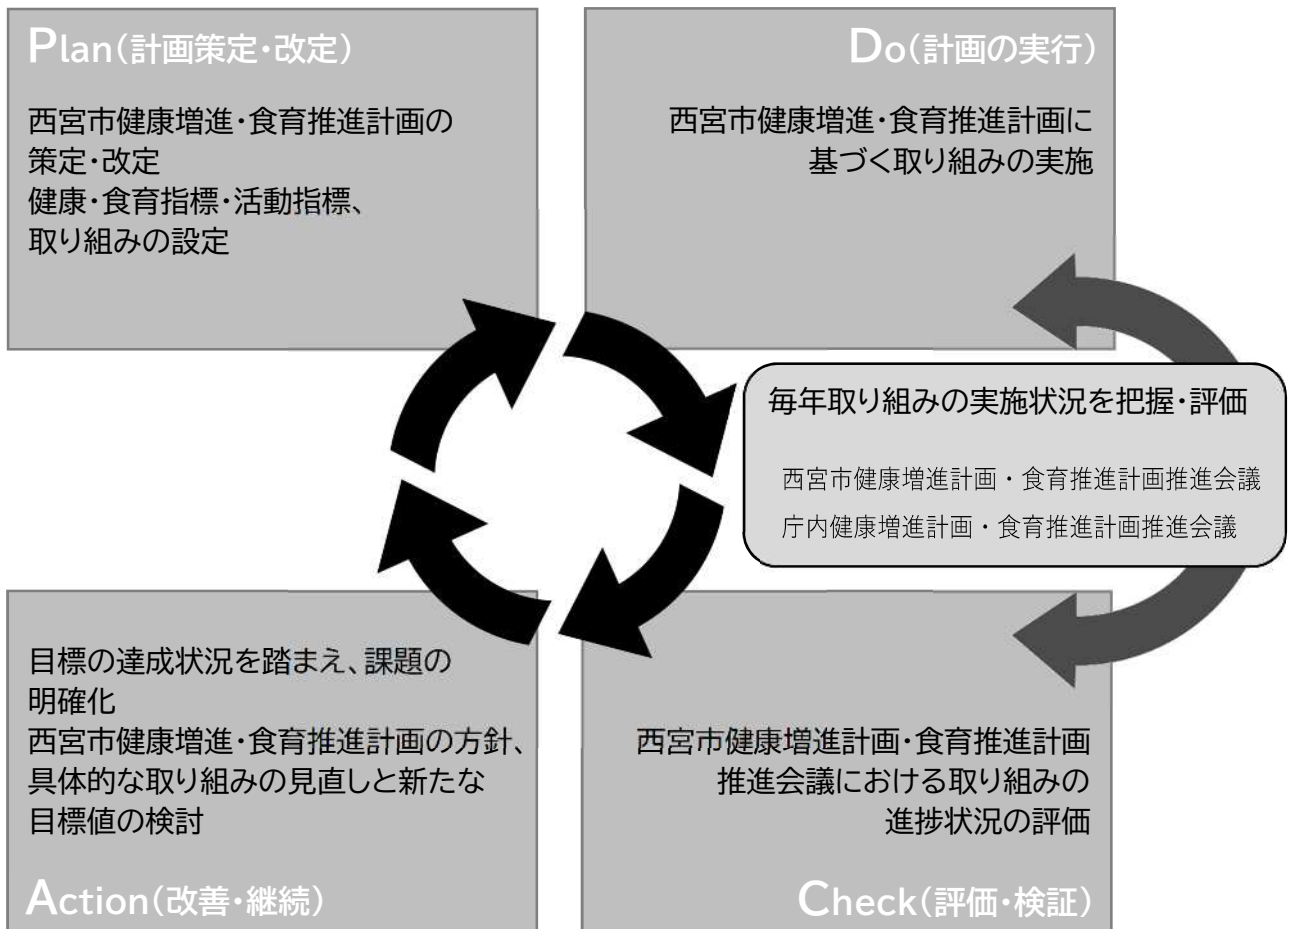 Plan(計画策定・改定)
西宮市健康増進・食育推進計画の
策定・改定
健康・食育指標・活動指標、
取り組みの設定
Do(計画の実行)
西宮市健康増進・食育推進計画に
基づく取り組みの実施
毎年取り組みの実施状況を把握・評価
西宮市健康増進計画・食育推進計画推進会議
庁内健康増進計画・食育推進計画推進会議
目標の達成状況を踏まえ、課題の
明確化
西宮市健康増進・食育推進計画の方針、
具体的な取り組みの見直しと新たな
目標値の検討
Action(改善・継続)
西宮市健康増進計画・食育推進計画
推進会議における取り組みの
進捗状況の評価
Check(評価・検証)